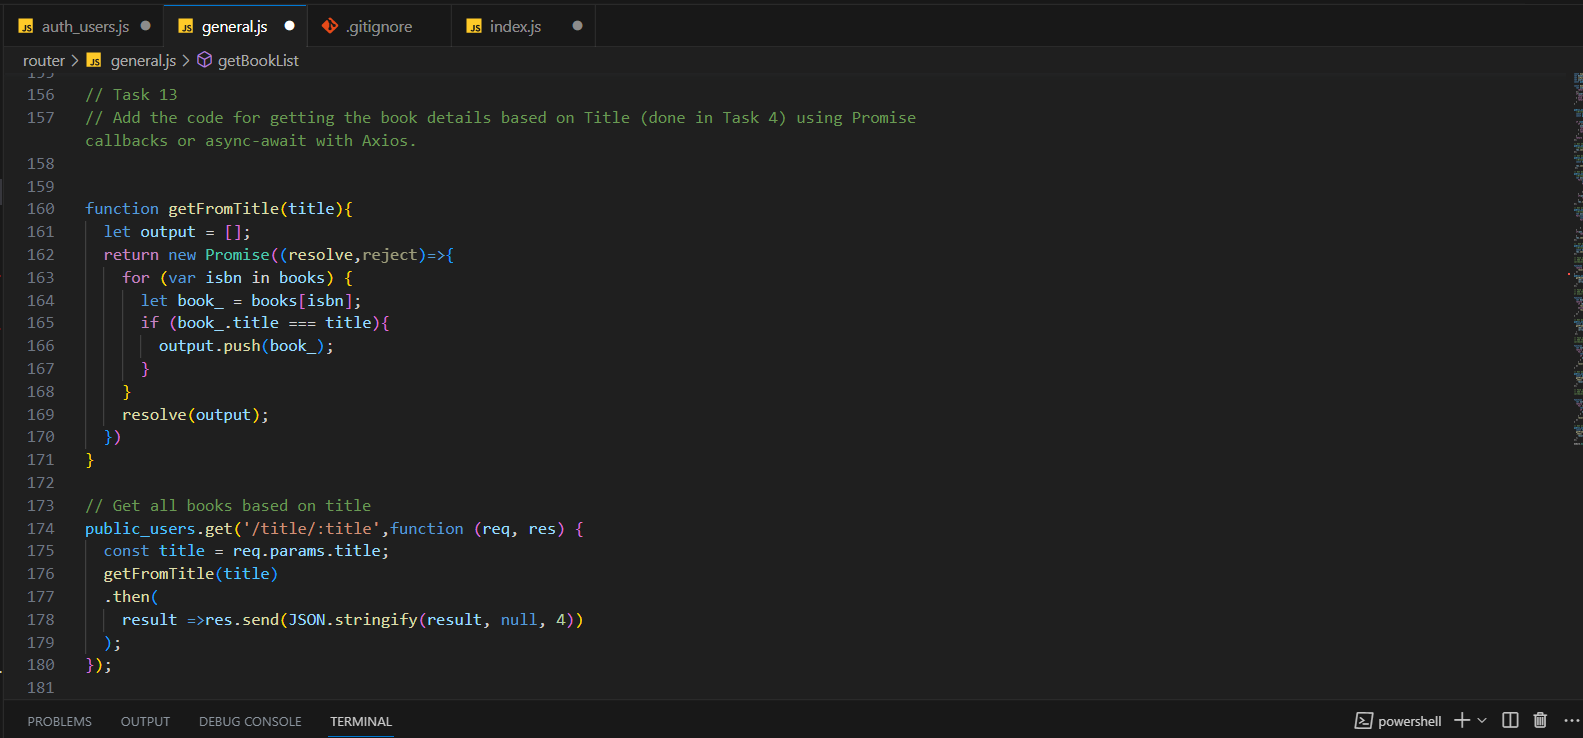 JS auth_users.js JS general.js .gitignore JS index.js
router > JS general.js > getBookList
155
156 // Task 13
157 // Add the code for getting the book details based on Title (done in Task 4) using Promise
callbacks or async-await with Axios.
158
159
160 function getFromTitle(title){
161 let output = [];
162 return new Promise((resolve,reject)=>{
163 for (var isbn in books) {
164 let book_ = books[isbn];
165 if (book_.title === title){
166 output.push(book_);
167 }
168 }
169 resolve(output);
170 })
171 }
172
173 // Get all books based on title
174 public_users.get('/title/:title',function (req, res) {
175 const title = req.params.title;
176 getFromTitle(title)
177 .then(
178 result =>res.send(JSON.stringify(result, null, 4))
179 );
180 });
181
PROBLEMS OUTPUT DEBUG CONSOLE TERMINAL powershell